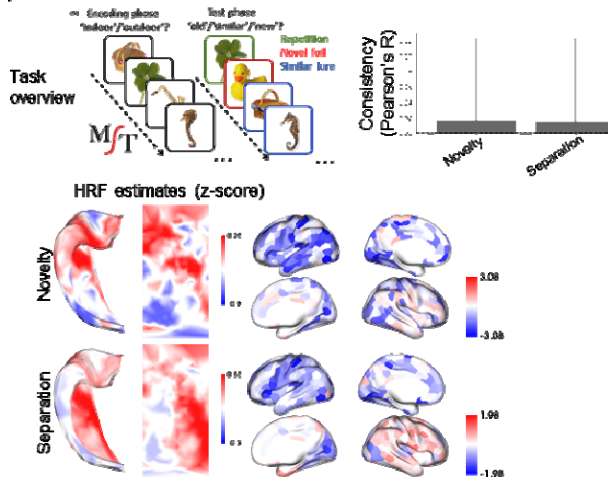 Encoding phase
'indoor'/'outdoor'?
Test phase
'old'/'similar'/'new'?
Repetition
Novel foil
Similar lure
Task
overview
MST
...
...
Consistency
(Pearson's R)
Novelty
Separation
HRF estimates (z-score)
Novelty
3.08
-3.08
Separation
1.98
-1.98